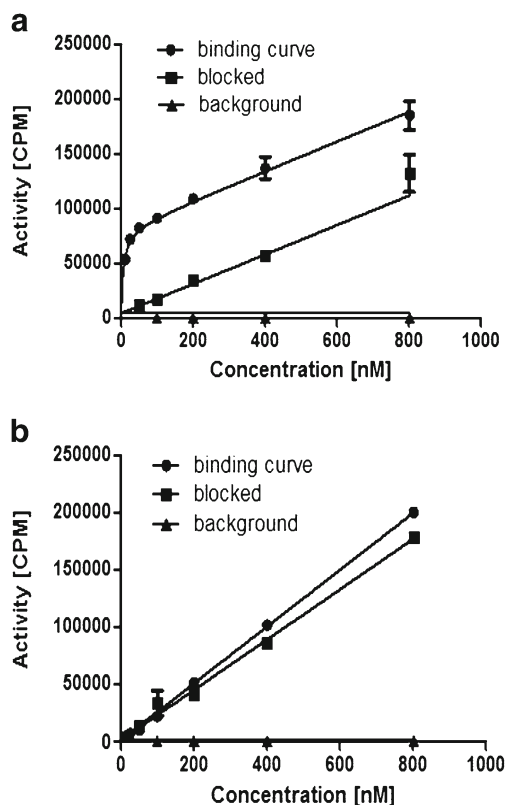 a
250000
200000
150000
100000
50000
0
Activity [CPM]
binding curve
blocked
background
0 200 400 600 800 1000
Concentration [nM]
b
250000
200000
150000
100000
50000
0
Activity [CPM]
binding curve
blocked
background
0 200 400 600 800 1000
Concentration [nM]